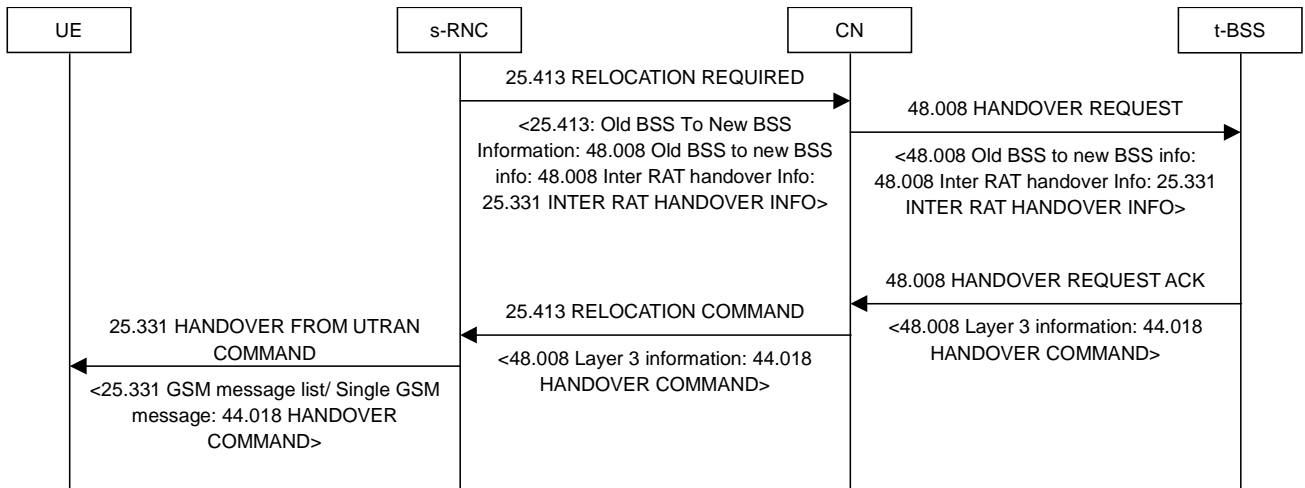 UE
s-RNC
CN
t-BSS
25.413 RELOCATION REQUIRED
<25.413: Old BSS To New BSS
Information: 48.008 Old BSS to new BSS
info: 48.008 Inter RAT handover Info:
25.331 INTER RAT HANDOVER INFO>
48.008 HANDOVER REQUEST
<48.008 Old BSS to new BSS info:
48.008 Inter RAT handover Info: 25.331
INTER RAT HANDOVER INFO>
48.008 HANDOVER REQUEST ACK
<48.008 Layer 3 information: 44.018
HANDOVER COMMAND>
25.413 RELOCATION COMMAND
<48.008 Layer 3 information: 44.018
HANDOVER COMMAND>
25.331 HANDOVER FROM UTRAN
COMMAND
<25.331 GSM message list/ Single GSM
message: 44.018 HANDOVER
COMMAND>